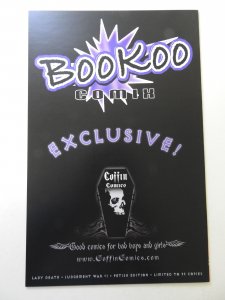 BOOKOO
COMIX
EXCLUSIVE!
Coffin
Comics
Good comics for bad boys and girls
www.CoffinComics.com
LADY DEATH • JUDGEMENT WAR #1 • FETISH EDITION • LIMITED TO 75 COPIES